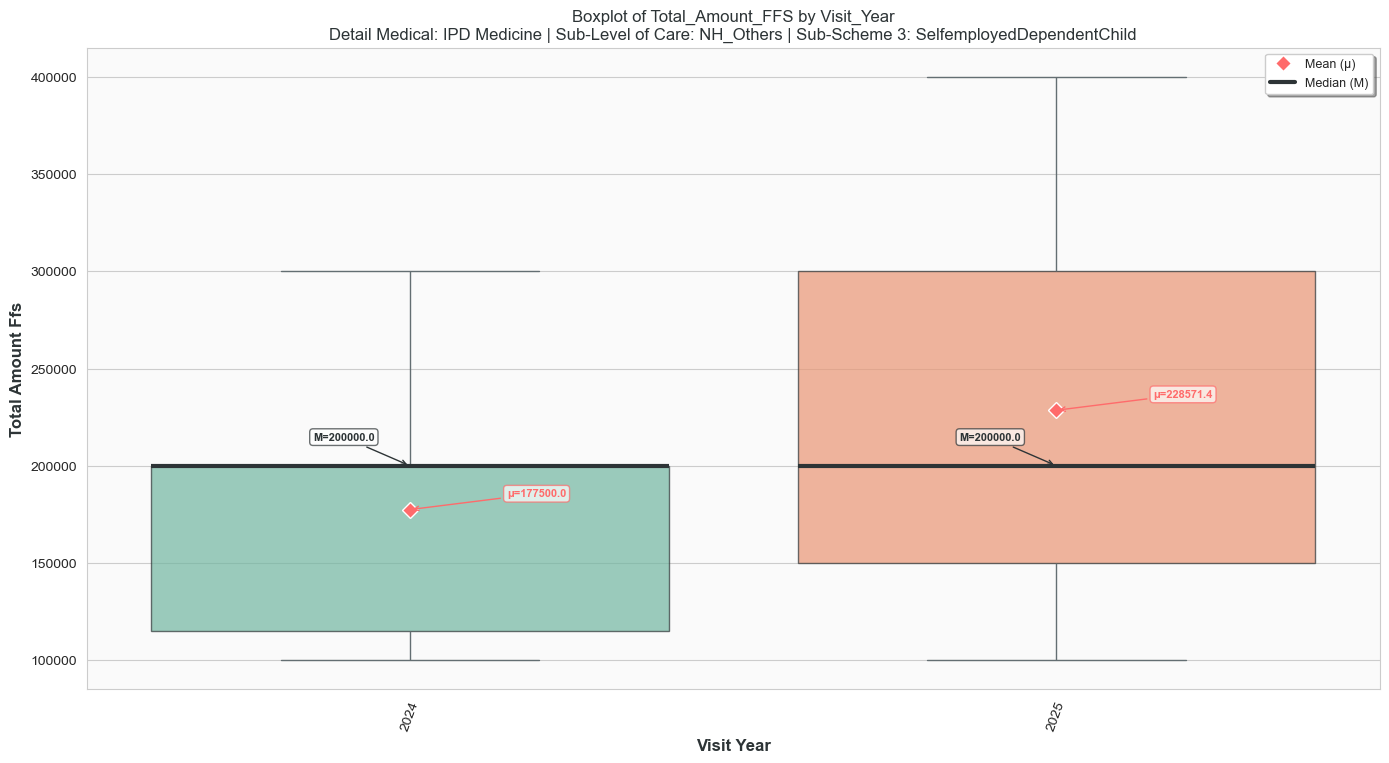 Boxplot of Total_Amount_FFS by Visit_Year
Detail Medical: IPD Medicine | Sub-Level of Care: NH_Others | Sub-Scheme 3: SelfemployedDependentChild
Mean (μ)
Median (M)
Total Amount Ffs
400000
350000
300000
250000
200000
150000
100000
M=200000.0
μ=177500.0
M=200000.0
μ=228571.4
2024
2025
Visit Year